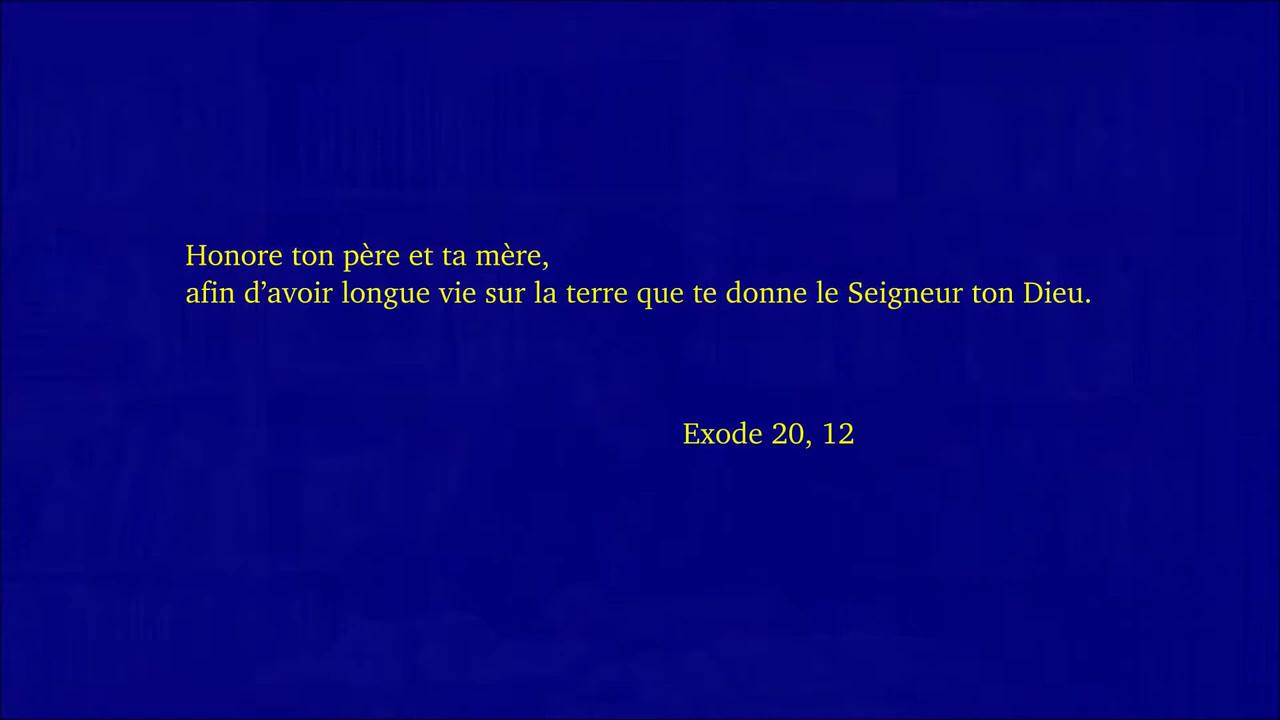 Honore ton père et ta mère,
afin d’avoir longue vie sur la terre que te donne le Seigneur ton Dieu.
Exode 20, 12